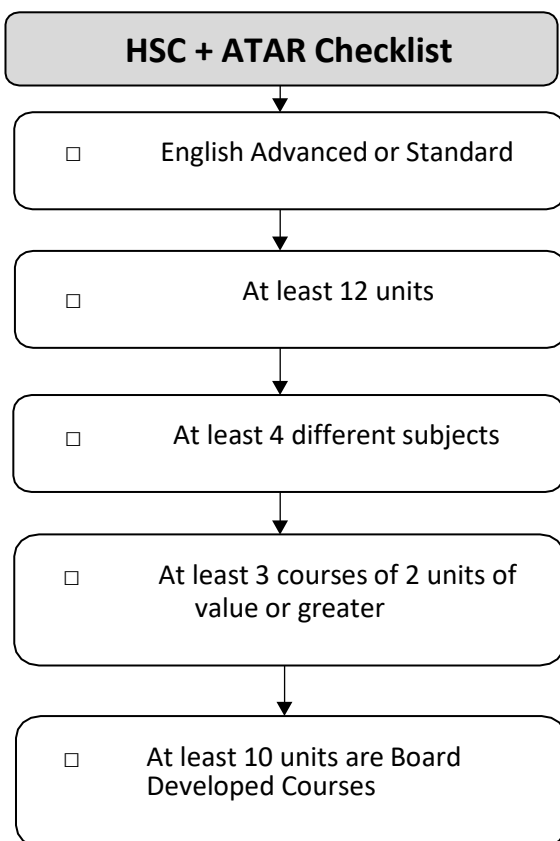 HSC + ATAR Checklist
□ English Advanced or Standard
□ At least 12 units
□ At least 4 different subjects
□ At least 3 courses of 2 units of
value or greater
□ At least 10 units are Board
Developed Courses